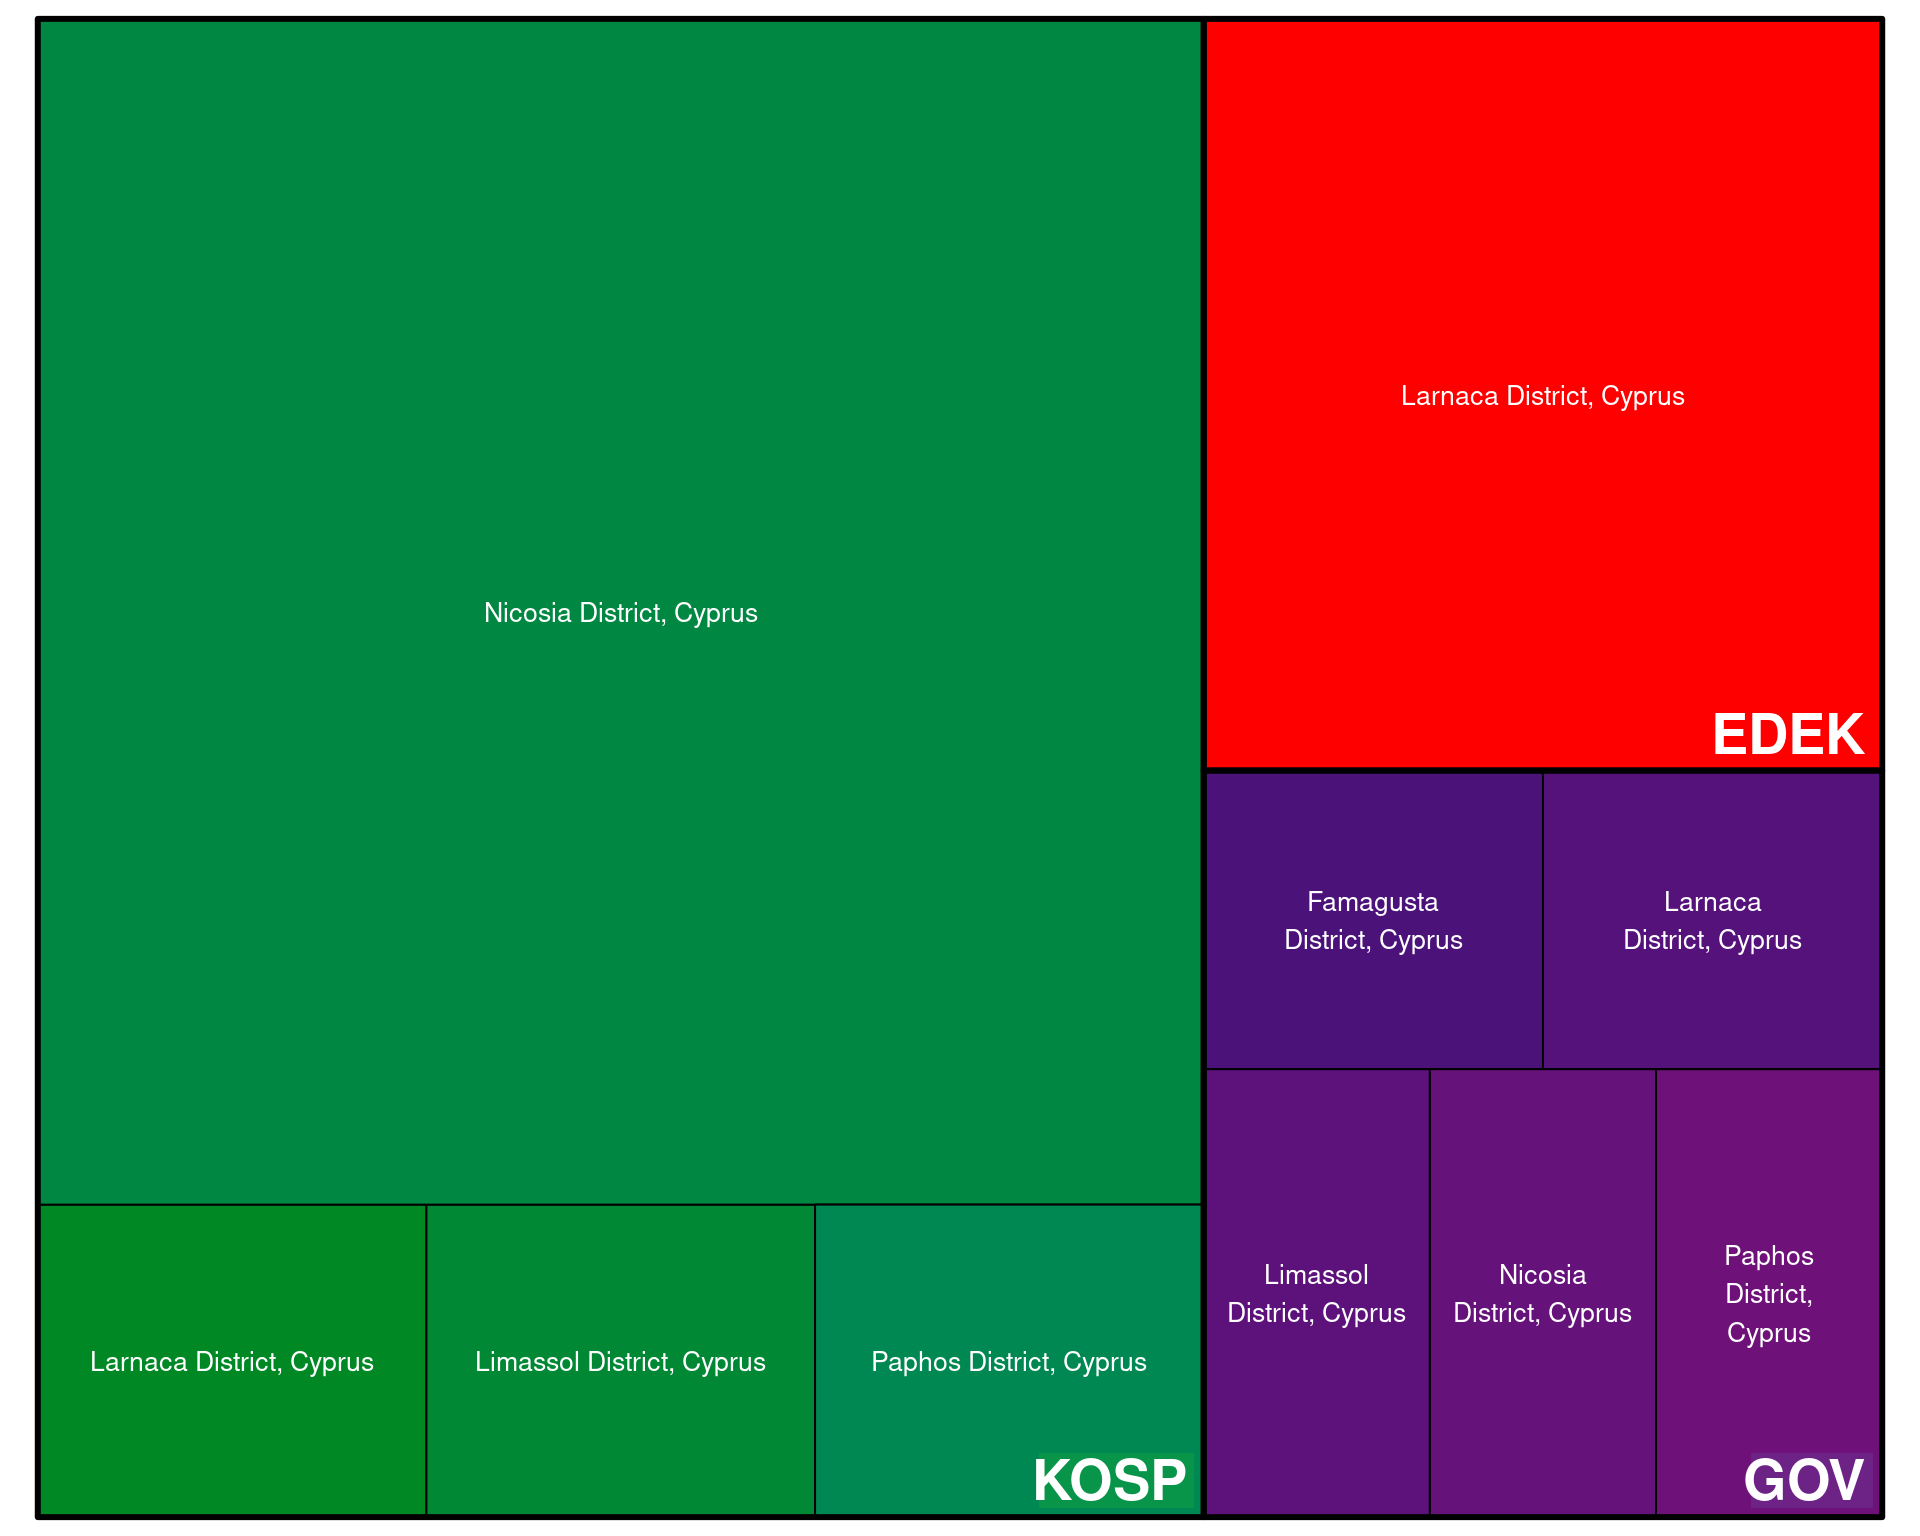 Nicosia District, Cyprus
Larnaca District, Cyprus
Limassol District, Cyprus
Paphos District, Cyprus
KOSP
Larnaca District, Cyprus
EDEK
Famagusta
District, Cyprus
Larnaca
District, Cyprus
Limassol
District, Cyprus
Nicosia
District, Cyprus
Paphos
District,
Cyprus
GOV